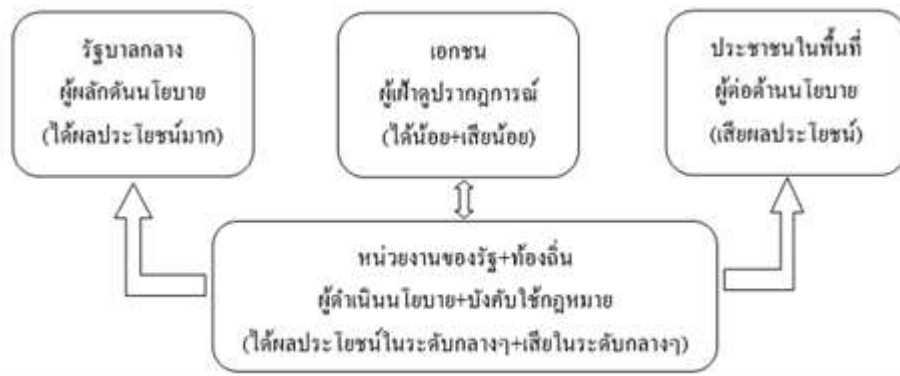 รัฐบาลกลาง
ผู้ผลักดันนโยบาย
(ได้ผลประโยชน์มาก)
เอกชน
ผู้เฝ้าดูปรากฏการณ์
(ได้น้อย+เสียน้อย)
ประชาชนในพื้นที่
ผู้ต่อต้านนโยบาย
(เสียผลประโยชน์)
หน่วยงานของรัฐ+ท้องถิ่น
ผู้ดำเนินนโยบาย+บังคับใช้กฎหมาย
(ได้ผลประโยชน์ในระดับกลางๆ+เสียในระดับกลางๆ)